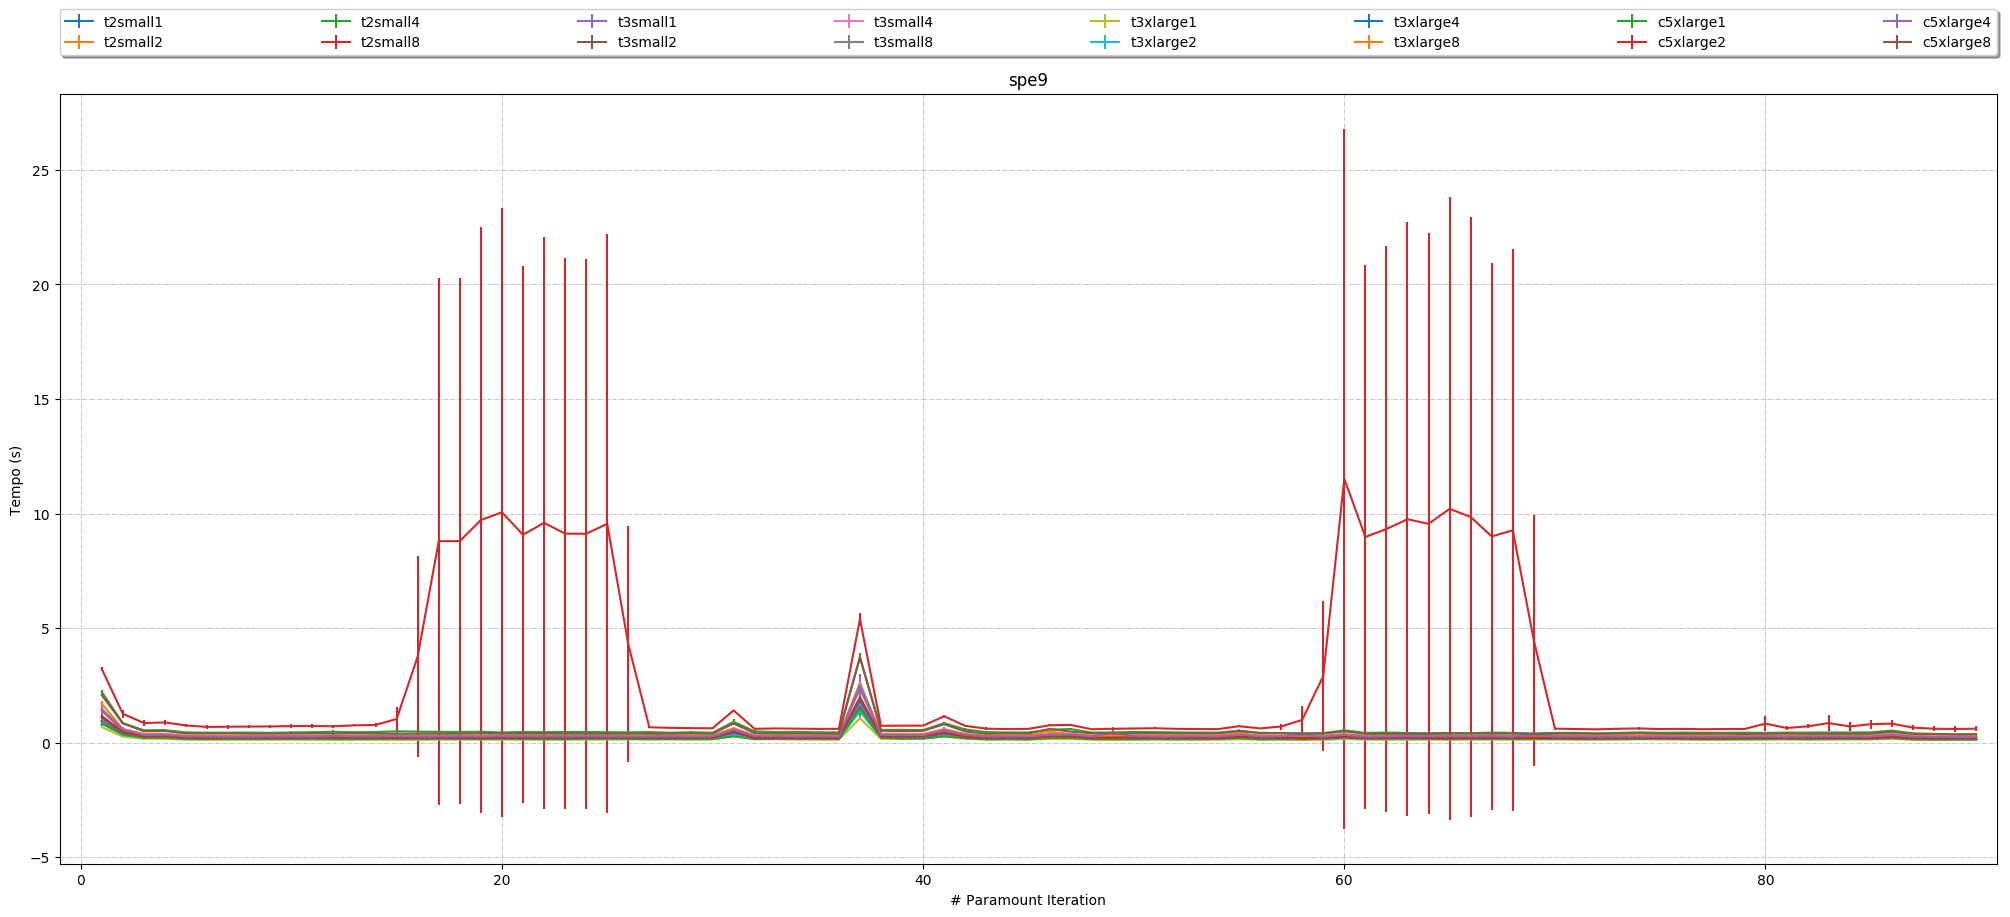 t2small1 t2small4 t3small1 t3small4 t3xlarge1 t3xlarge4 c5xlarge1 c5xlarge4
t2small2 t2small8 t3small2 t3small8 t3xlarge2 t3xlarge8 c5xlarge2 c5xlarge8
spe9
25
20
15
10
5
0
−5
Tempo (s)
0 20 40 60 80
# Paramount Iteration